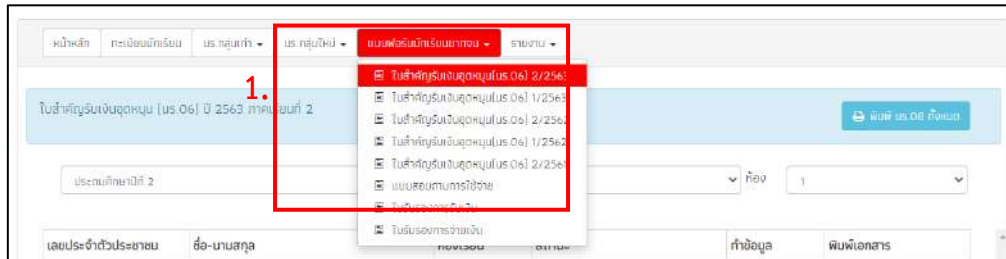 หน้าหลัก ทะเบียนนักเรียน นร.กลุ่มเก่า นร.กลุ่มใหม่ แบบฟอร์มนักเรียนยากจน รายงาน
1.
ใบสำคัญรับเงินอุดหนุน[นร.06] 2/2563
ใบสำคัญรับเงินอุดหนุน[นร.06] 1/2563
ใบสำคัญรับเงินอุดหนุน (นร.06) ปี 2563 ภาคเรียนที่ 2
พิมพ์ นร.06 ทั้งหมด
ใบสำคัญรับเงินอุดหนุน[นร.06] 2/2562
ใบสำคัญรับเงินอุดหนุน[นร.06] 1/2562
ใบสำคัญรับเงินอุดหนุน[นร.06] 2/2561
ประถมศึกษาปีที่ 2 ห้อง 1
แบบสอบถามการใช้จ่าย
ใบรับรองการรับเงิน
ใบรับรองการจ่ายเงิน
เลขประจำตัวประชาชน ชื่อ-นามสกุล ห้องเรียน สถานะ ทำข้อมูล พิมพ์เอกสาร